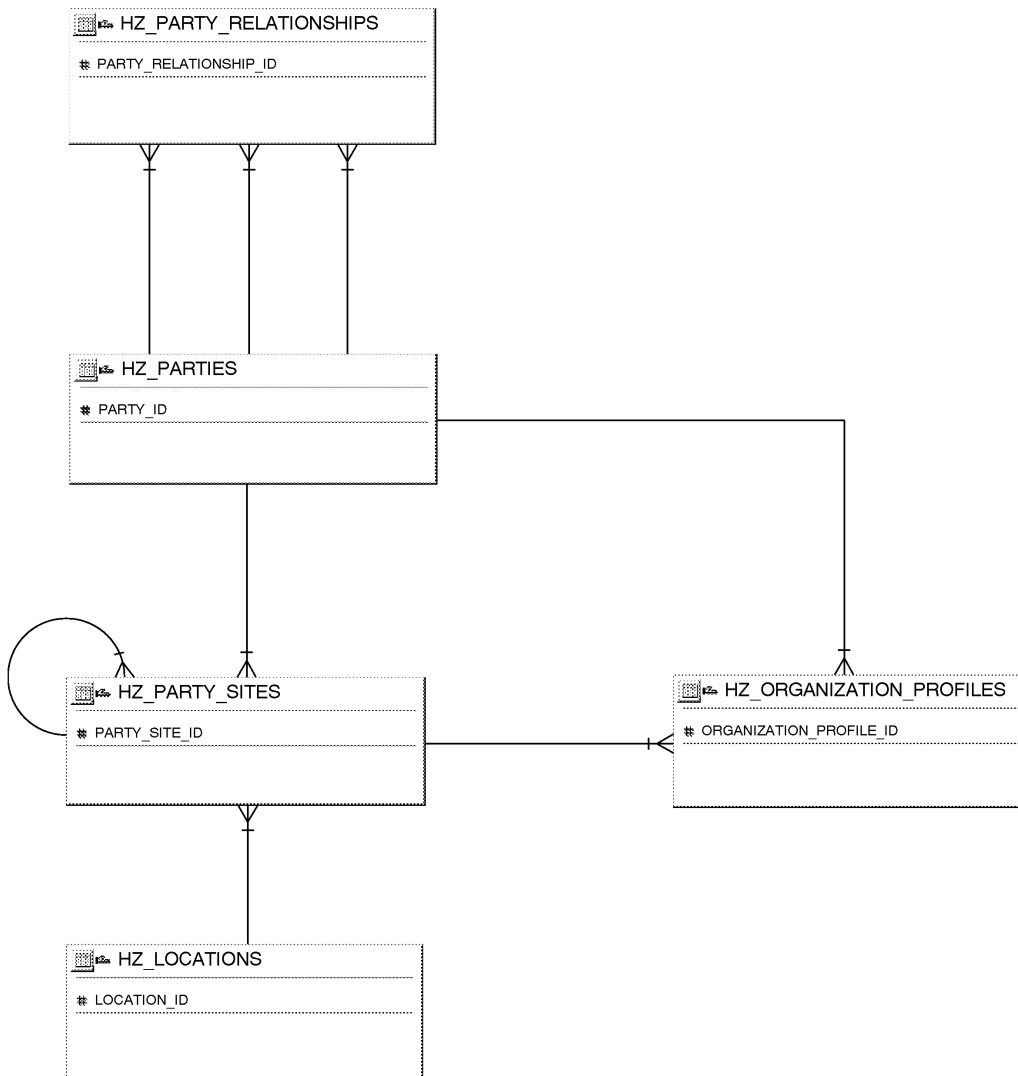 HZ_PARTY_RELATIONSHIPS
# PARTY_RELATIONSHIP_ID
HZ_PARTIES
# PARTY_ID
HZ_PARTY_SITES
# PARTY_SITE_ID
HZ_ORGANIZATION_PROFILES
# ORGANIZATION_PROFILE_ID
HZ_LOCATIONS
# LOCATION_ID